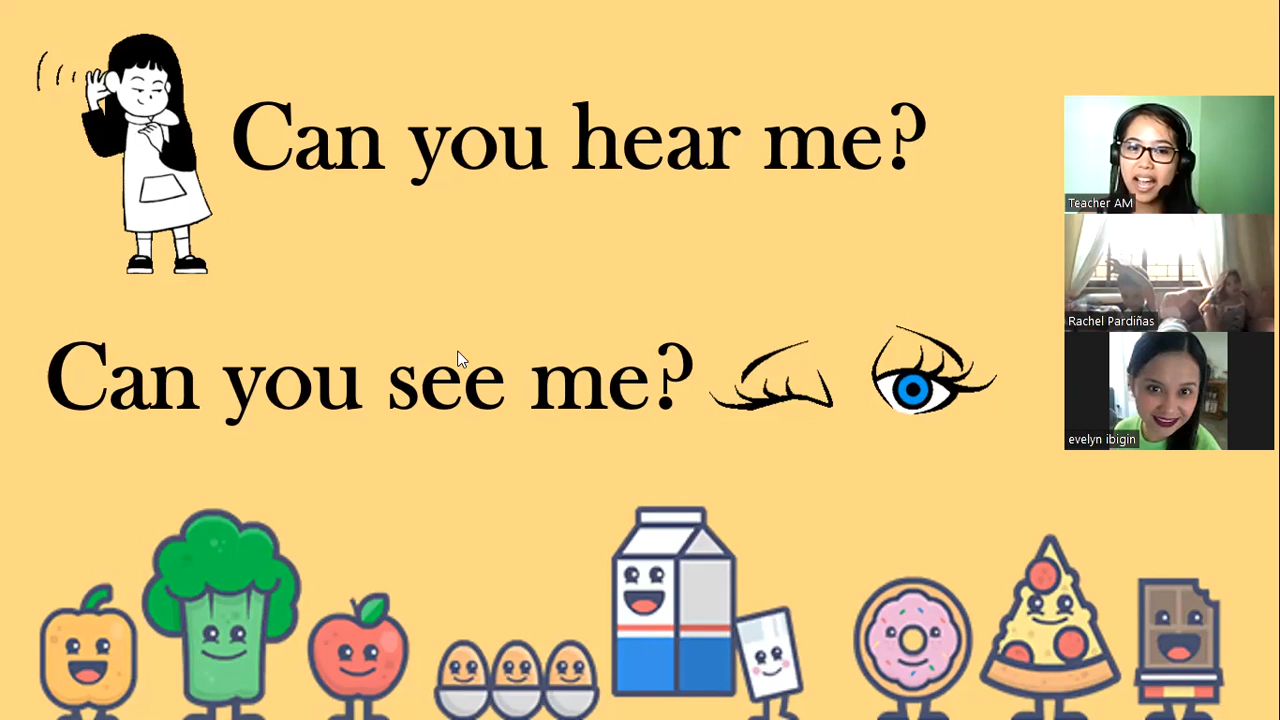 Can you hear me?
Teacher AM
Rachel Pardiñas
Can you see me?
evelyn ibigin